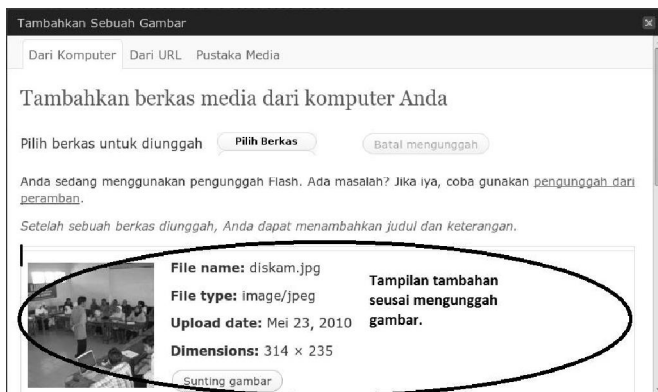 Tambahkan Sebuah Gambar
Dari Komputer Dari URL Pustaka Media
Tambahkan berkas media dari komputer Anda
Pilih berkas untuk diunggah Pilih Berkas Batal mengunggah
Anda sedang menggunakan pengunggah Flash. Ada masalah? Jika iya, coba gunakan pengunggah dari
peramban.
Setelah sebuah berkas diunggah, Anda dapat menambahkan judul dan keterangan.
File name: diskam.jpg
File type: image/jpeg
Upload date: Mei 23, 2010
Dimensions: 314 × 235
Sunting gambar
Tampilan tambahan
seusai mengunggah
gambar.